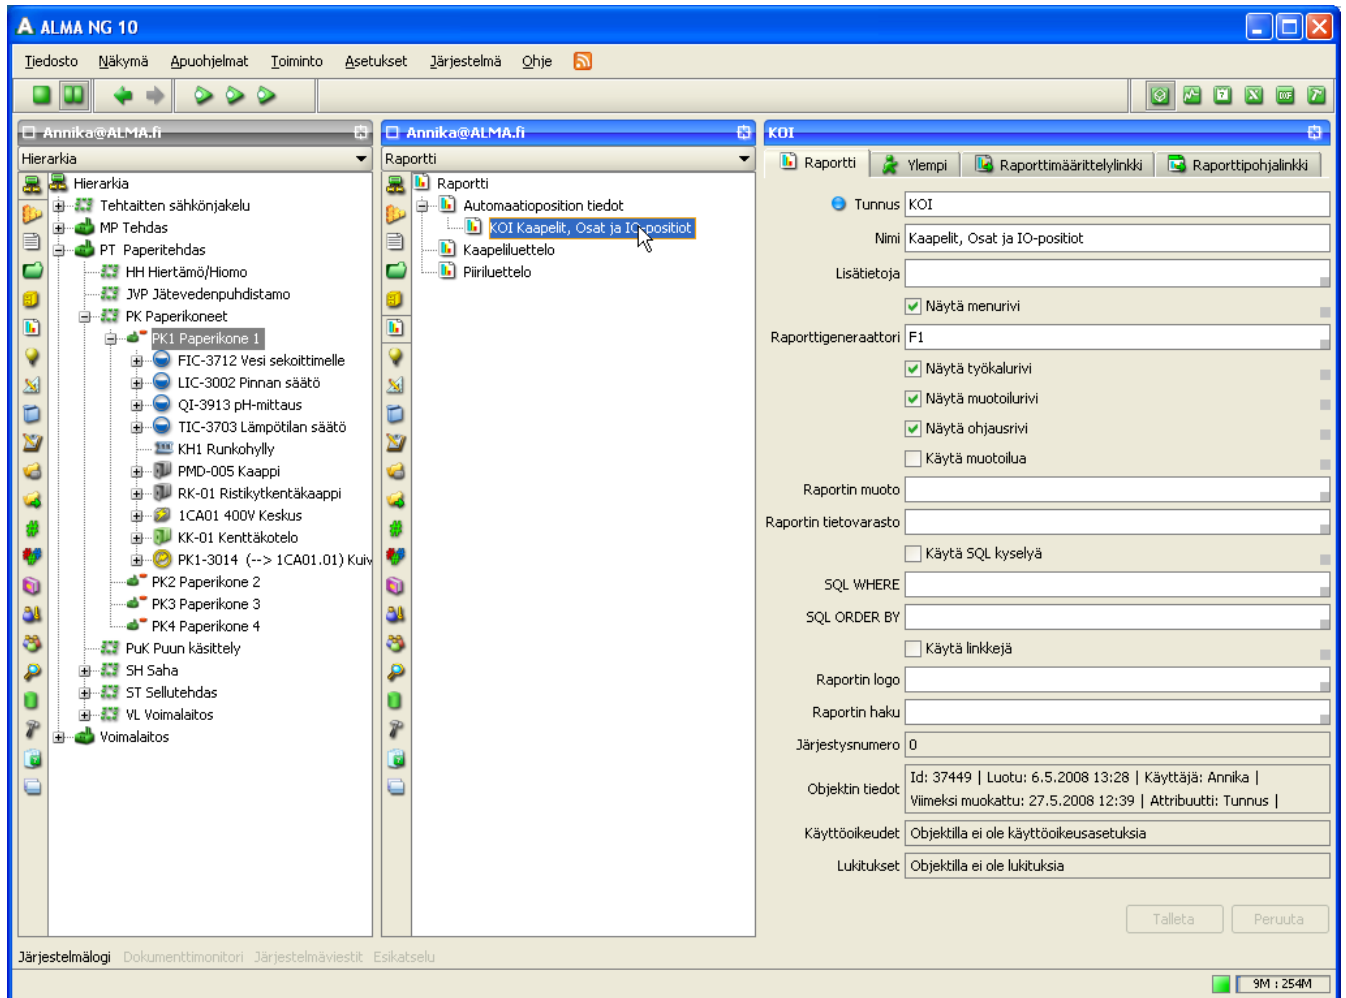 A ALMA NG 10
Tiedosto Näkymä Apuohjelmat Toiminto Asetukset Järjestelmä Ohje
Annika@ALMA.fi
Hierarkia
Hierarkia
Tehtaitten sähkönjakelu
MP Tehdas
PT Paperitehdas
HH Hiertämö/Hiomo
JVP Jätevedenpuhdistamo
PK Paperikoneet
PK1 Paperikone 1
FIC-3712 Vesi sekoittimelle
LIC-3002 Pinnan säätö
QI-3913 pH-mittaus
TIC-3703 Lämpötilan säätö
KH1 Runkohylly
PMD-005 Kaappi
RK-01 Ristikytkentäkaappi
1CA01 400V Keskus
KK-01 Kenttäkotelo
PK1-3014 (--> 1CA01.01) Kuiv
PK2 Paperikone 2
PK3 Paperikone 3
PK4 Paperikone 4
PuK Puun käsittely
SH Saha
ST Sellutehdas
VL Voimalaitos
Voimalaitos
Annika@ALMA.fi
Raportti
Raportti
Automaatioposition tiedot
KOI Kaapelit, Osat ja IO-positiot
Kaapeliluettelo
Piiriluettelo
KOI
Raportti Ylempi Raporttimäärittelylinkki Raporttipohjalinkki
Tunnus KOI
Nimi Kaapelit, Osat ja IO-positiot
Lisätietoja
Näytä menurivi
Raporttigeneraattori F1
Näytä työkalurivi
Näytä muotoilurivi
Näytä ohjausrivi
Käytä muotoilua
Raportin muoto
Raportin tietovarasto
Käytä SQL kyselyä
SQL WHERE
SQL ORDER BY
Käytä linkkejä
Raportin logo
Raportin haku
Järjestysnumero 0
Objektin tiedot Id: 37449 | Luotu: 6.5.2008 13:28 | Käyttäjä: Annika |
Viimeksi muokattu: 27.5.2008 12:39 | Attribuutti: Tunnus |
Käyttöoikeudet Objektilla ei ole käyttöoikeusasetuksia
Lukitukset Objektilla ei ole lukituksia
Talleta Peruuta
Järjestelmälogi Dokumenttimonitori Järjestelmäviestit Esikatselu
9M : 254M